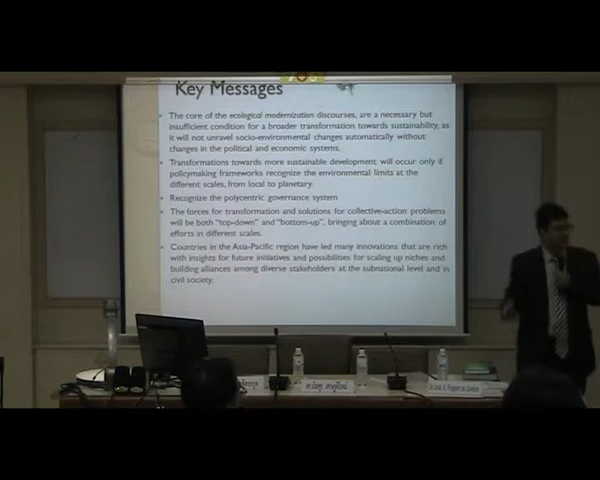 Key Messages
The core of the ecological modernization discourses, are a necessary but
insufficient condition for a broader transformation towards sustainability, as
it will not unravel socio-environmental changes automatically without
changes in the political and economic systems.
Transformations towards more sustainable development will occur only if
policymaking frameworks recognize the environmental limits at the
different scales, from local to planetary.
Recognize the polycentric governance system
The forces for transformation and solutions for collective-action problems
will be both "top-down" and "bottom-up", bringing about a combination of
efforts in different scales.
Countries in the Asia-Pacific region have led many innovations that are rich
with insights for future initiatives and possibilities for scaling up niches and
building alliances among diverse stakeholders at the subnational level and in
civil society.